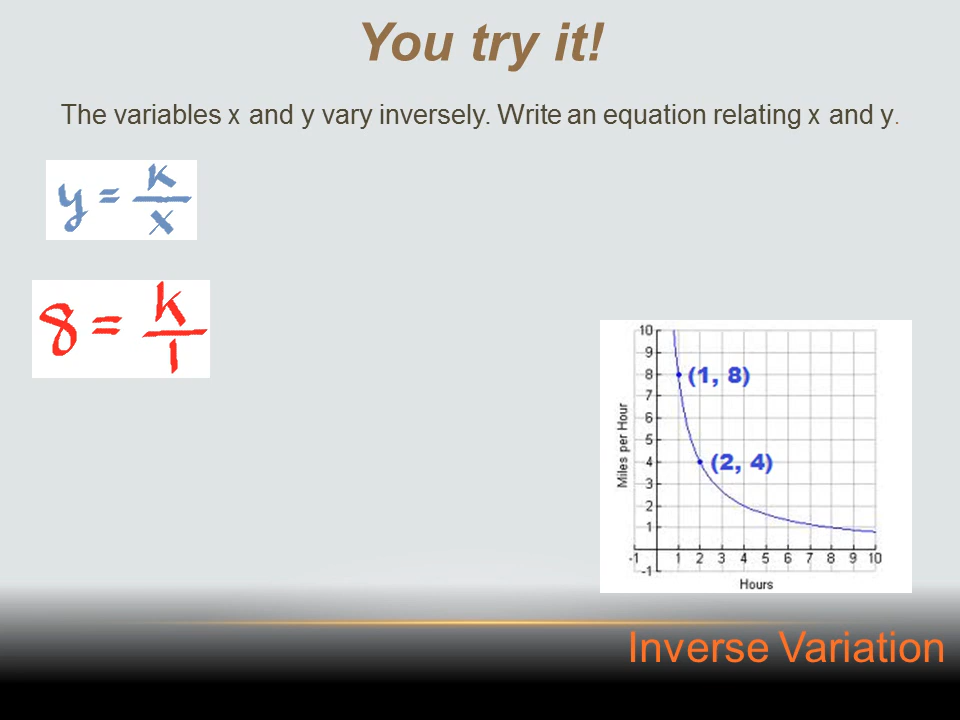 You try it!
The variables x and y vary inversely. Write an equation relating x and y.
y = k/x
8 = k/1
10
9
8
7
6
5
4
3
2
1
-1
(1, 8)
(2, 4)
Miles per Hour
-1 1 2 3 4 5 6 7 8 9 10
Hours
Inverse Variation